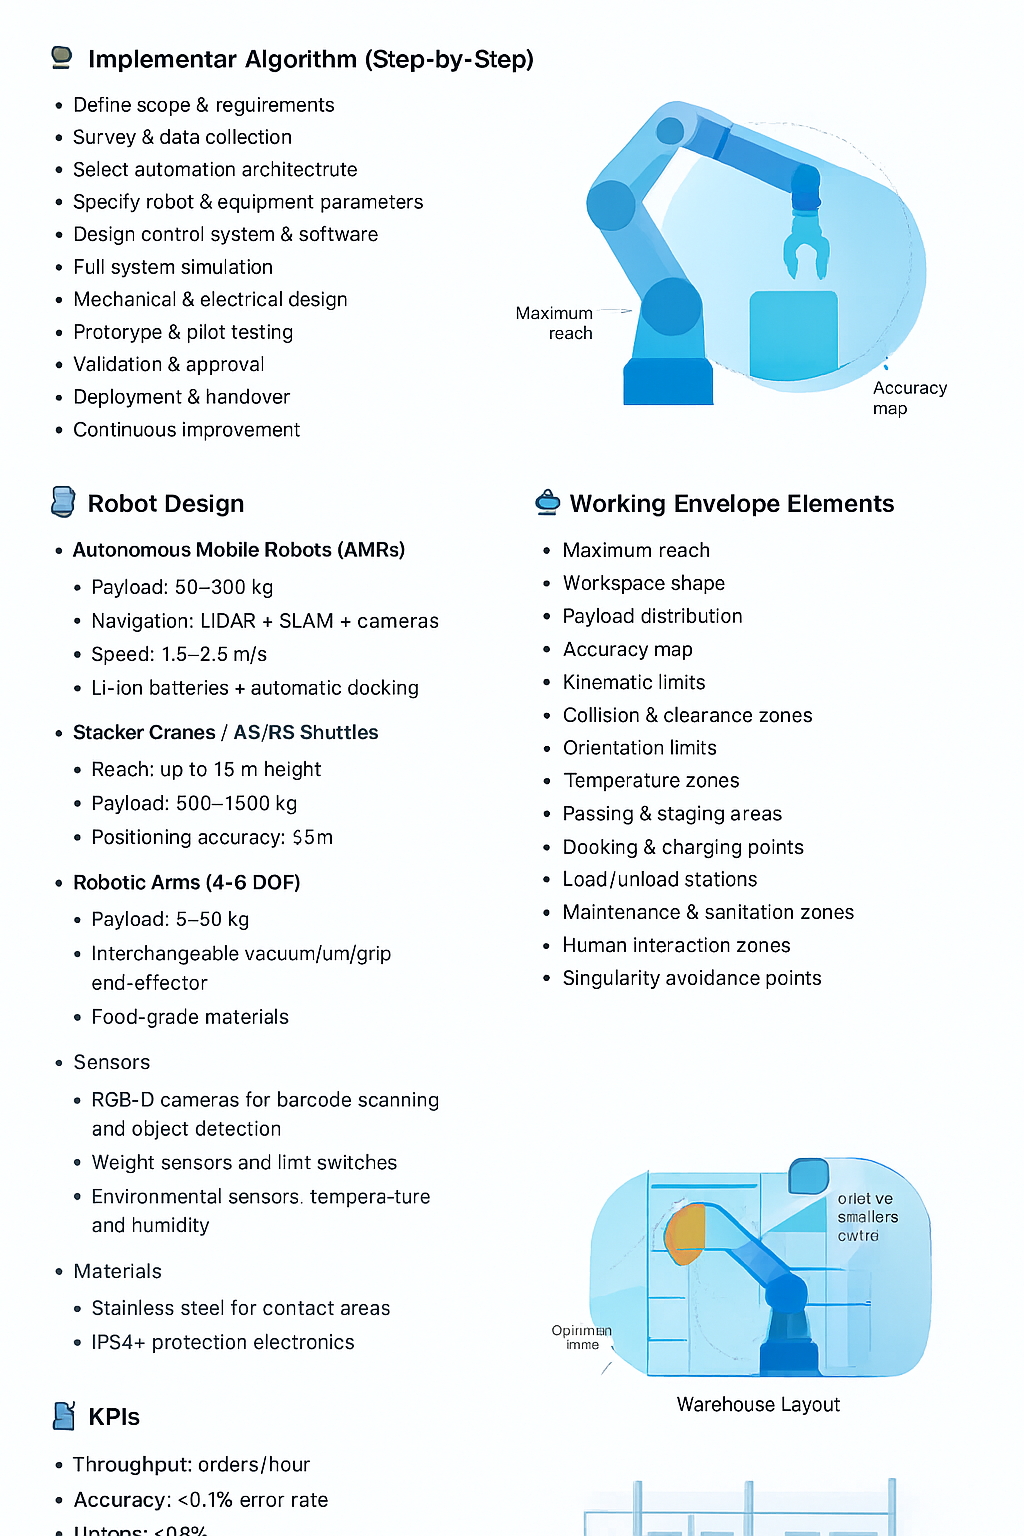 Implementar Algorithm (Step-by-Step)
• Define scope & reguirements
• Survey & data collection
• Select automation architectrute
• Specify robot & equipment parameters
• Design control system & software
• Full system simulation
• Mechanical & electrical design
• Protorype & pilot testing
• Validation & approval
• Deployment & handover
• Continuous improvement
Maximum
reach
Accuracy
map
Robot Design
• Autonomous Mobile Robots (AMRs)
• Payload: 50–300 kg
• Navigation: LIDAR + SLAM + cameras
• Speed: 1.5–2.5 m/s
• Li-ion batteries + automatic docking
• Stacker Cranes / AS/RS Shuttles
• Reach: up to 15 m height
• Payload: 500–1500 kg
• Positioning accuracy: $5m
• Robotic Arms (4-6 DOF)
• Payload: 5–50 kg
• Interchangeable vacuum/um/grip
end-effector
• Food-grade materials
• Sensors
• RGB-D cameras for barcode scanning
and object detection
• Weight sensors and limt switches
• Environmental sensors. tempera-ture
and humidity
• Materials
• Stainless steel for contact areas
• IPS4+ protection electronics
Working Envelope Elements
• Maximum reach
• Workspace shape
• Payload distribution
• Accuracy map
• Kinematic limits
• Collision & clearance zones
• Orientation limits
• Temperature zones
• Passing & staging areas
• Dooking & charging points
• Load/unload stations
• Maintenance & sanitation zones
• Human interaction zones
• Singularity avoidance points
orlet ve
smallers
cwtrd
imme
Warehouse Layout
KPIs
• Throughput: orders/hour
• Accuracy: <0.1% error rate